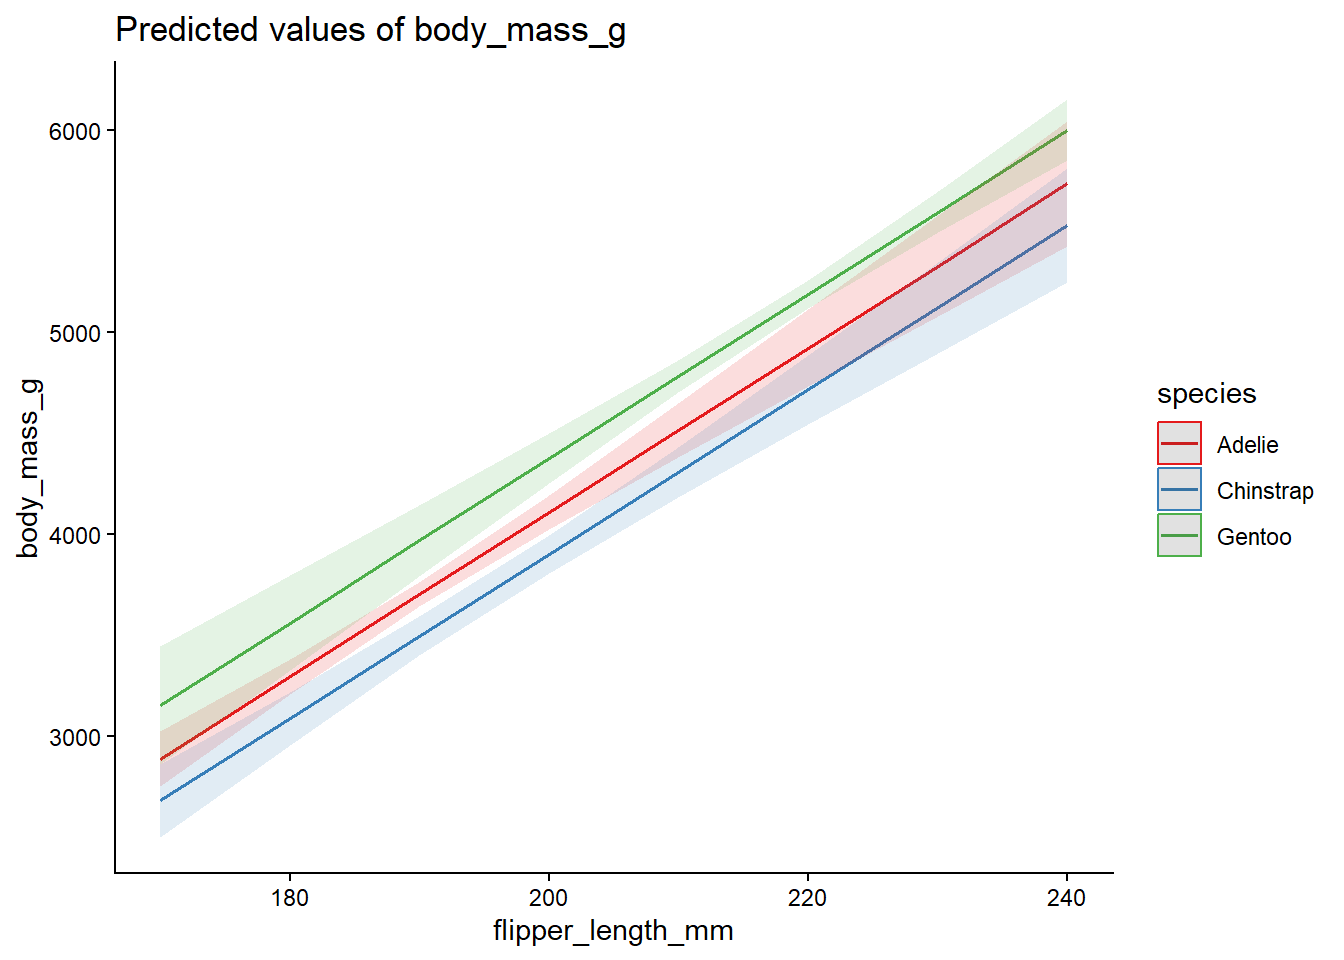 Predicted values of body_mass_g
6000
5000
4000
3000
body_mass_g
180
200
220
240
flipper_length_mm
species
Adelie
Chinstrap
Gentoo